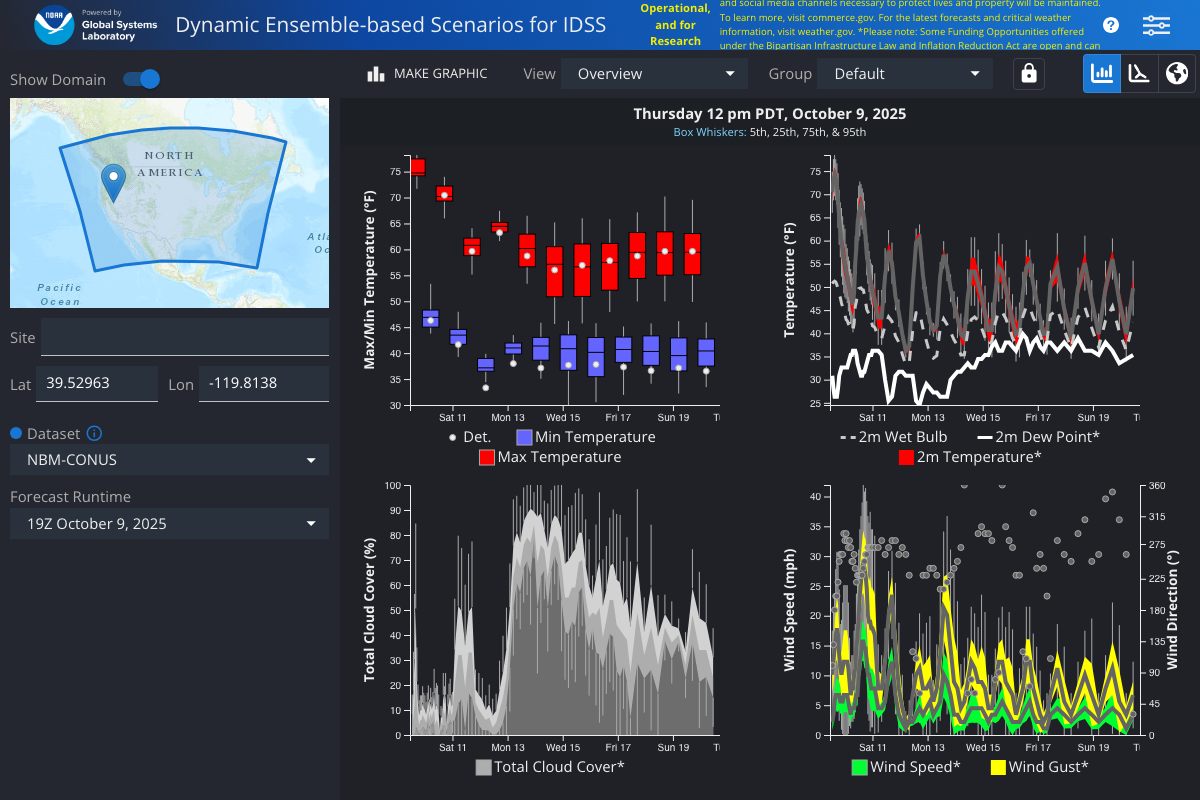 NOAA
Powered by
Global Systems
Laboratory
Dynamic Ensemble-based Scenarios for IDSS
Operational,
and for
Research
and social media channels necessary to protect lives and property will be maintained.
To learn more, visit commerce.gov. For the latest forecasts and critical weather
information, visit weather.gov. *Please note: Some Funding Opportunities offered
under the Bipartisan Infrastructure Law and Inflation Reduction Act are open and can
?
Show Domain
MAKE GRAPHIC
View
Overview
Group
Default
NORTH
AMERICA
Atla
Oc
Pacific
Ocean
Site
Lat
39.52963
Lon
-119.8138
Dataset
i
NBM-CONUS
Forecast Runtime
19Z October 9, 2025
Thursday 12 pm PDT, October 9, 2025
Box Whiskers: 5th, 25th, 75th, & 95th
Max/Min Temperature (°F)
75
70
65
60
55
50
45
40
35
30
Sat 11 Mon 13 Wed 15 Fri 17 Sun 19 T
Det. Min Temperature
Max Temperature
Temperature (°F)
75
70
65
60
55
50
45
40
35
30
25
Sat 11 Mon 13 Wed 15 Fri 17 Sun 19 T
2m Wet Bulb 2m Dew Point*
2m Temperature*
Total Cloud Cover (%)
100
90
80
70
60
50
40
30
20
10
0
Sat 11 Mon 13 Wed 15 Fri 17 Sun 19 T
Total Cloud Cover*
Wind Speed (mph)
40
35
30
25
20
15
10
5
0
360
315
270
225
180
135
90
45
0
Wind Direction (°)
Sat 11 Mon 13 Wed 15 Fri 17 Sun 19 T
Wind Speed* Wind Gust*